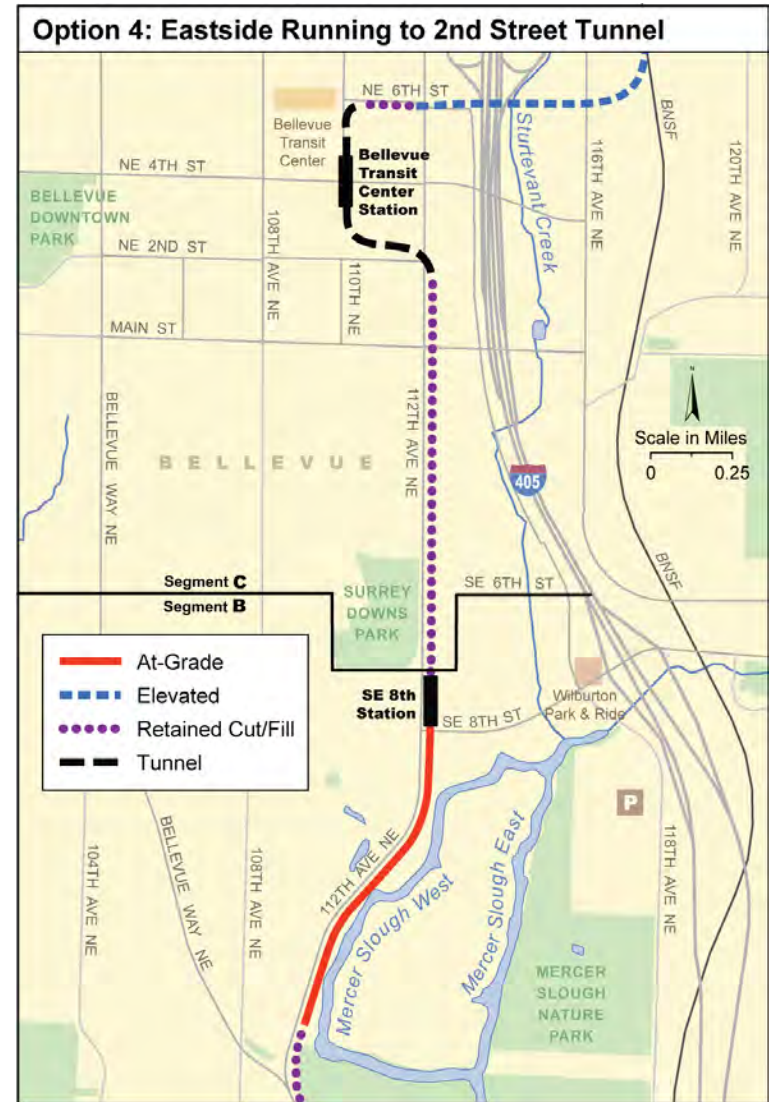 Option 4: Eastside Running to 2nd Street Tunnel
NE 6TH ST
BNSF
Bellevue
Transit
Center
Sturtevant Creek
116TH AVE NE
120TH AVE NE
NE 4TH ST
Bellevue
Transit
Center
Station
BELLEVUE
DOWNTOWN
PARK
108TH AVE NE
NE 2ND ST
110TH NE
MAIN ST
BELLEVUE WAY NE
112TH AVE NE
N
Scale in Miles
0 0.25
BELLEVUE
405
BNSF
Segment C
Segment B
SURREY
DOWNS
PARK
SE 6TH ST
At-Grade
Elevated
Retained Cut/Fill
Tunnel
SE 8th
Station
SE 8TH ST
Wilburton
Park & Ride
P
104TH AVE NE
BELLEVUE WAY NE
108TH AVE NE
112TH AVE NE
Mercer Slough West
Mercer Slough East
118TH AVE NE
MERCER
SLOUGH
NATURE
PARK